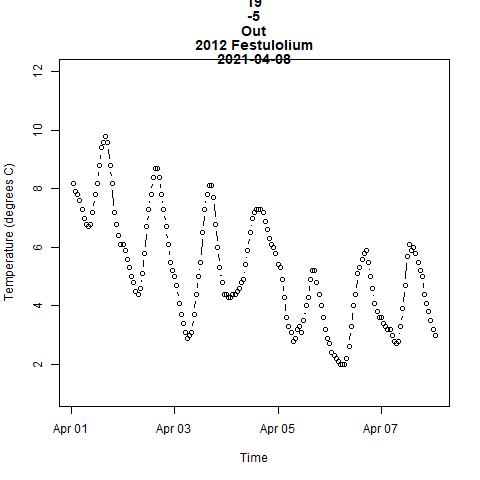 19
-5
Out
2012 Festulolium
2021-04-08
12
10
8
6
4
2
Temperature (degrees C)
Apr 01
Apr 03
Apr 05
Apr 07
Time